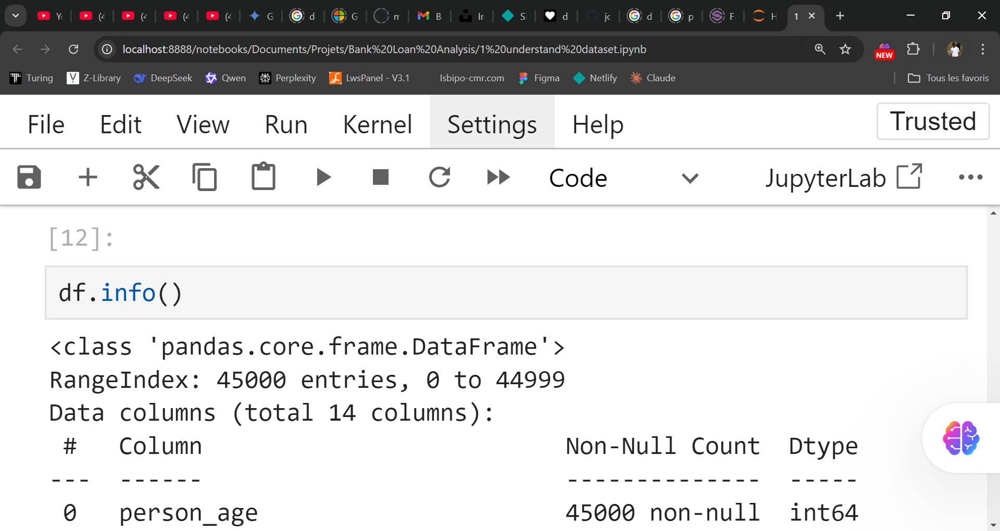 Y
(4
(4
(4
(4
G
d
G
n
B
In
Si
d
jc
d
p
F
H
1
localhost:8888/notebooks/Documents/Projets/Bank%20Loan%20Analysis/1%20understand%20dataset.ipynb
NEW
Turing
Z-Library
DeepSeek
Qwen
Perplexity
LwsPanel - V3.1
Isbipo-cmr.com
Figma
Netlify
Claude
Tous les favoris
File Edit View Run Kernel Settings Help Trusted
Code JupyterLab
[12]:
df.info()
<class 'pandas.core.frame.DataFrame'>
RangeIndex: 45000 entries, 0 to 44999
Data columns (total 14 columns):
# Column Non-Null Count Dtype
--- ------ -------------- -----
0 person_age 45000 non-null int64